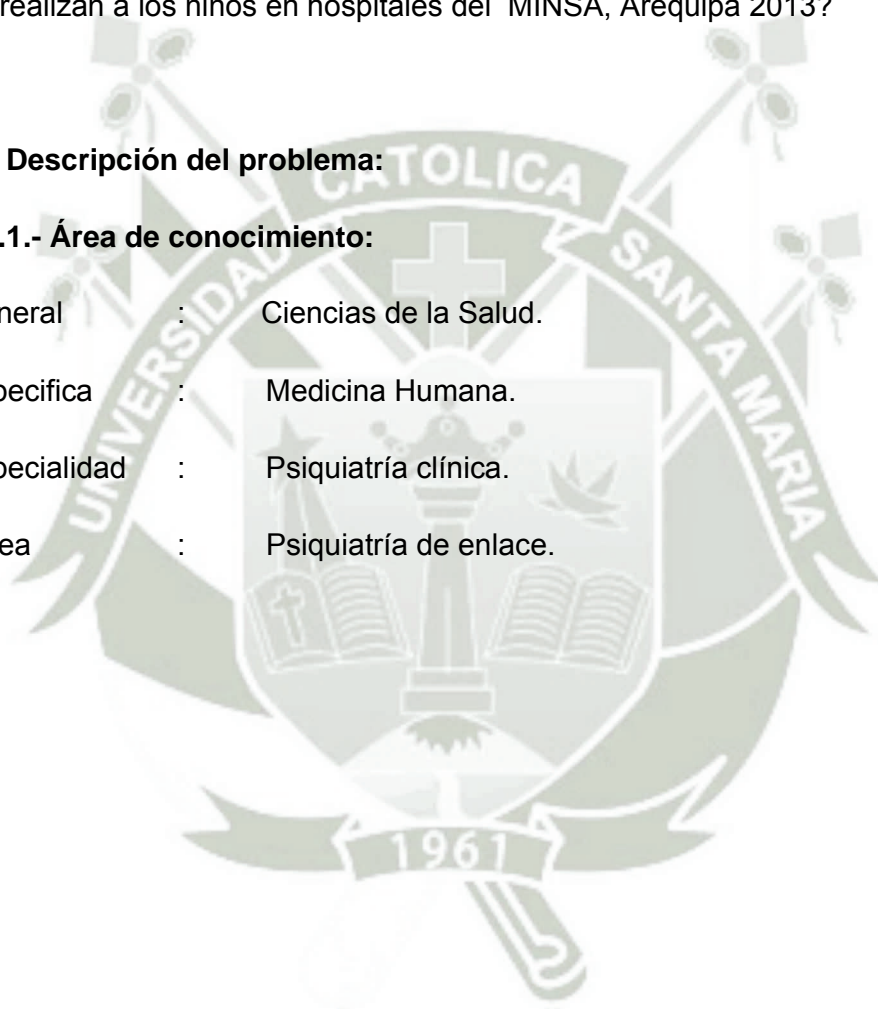 realizan a los niños en hospitales del MINSA, Arequipa 2013?
Descripción del problema:
.1.- Área de conocimiento:
neral : Ciencias de la Salud.
pecifica : Medicina Humana.
pecialidad : Psiquiatría clínica.
ea : Psiquiatría de enlace.
UNIVERSIDAD CATOLICA SANTA MARIA
1961